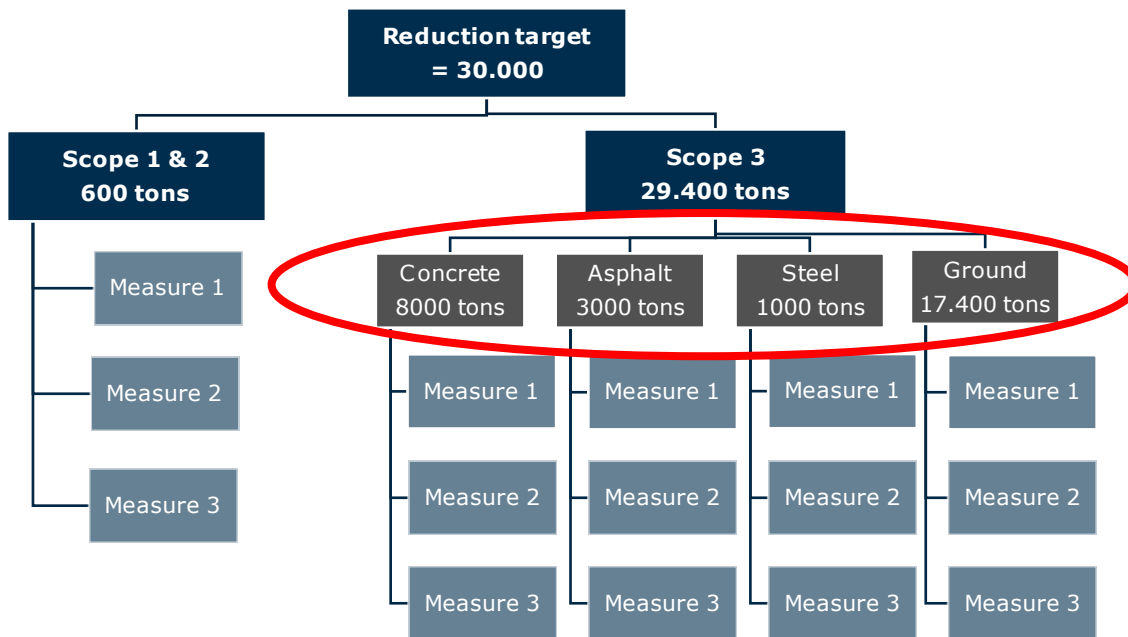 Reduction target
= 30.000
Scope 1 & 2
600 tons
Scope 3
29.400 tons
Concrete
8000 tons
Asphalt
3000 tons
Steel
1000 tons
Ground
17.400 tons
Measure 1
Measure 2
Measure 3
Measure 1
Measure 2
Measure 3
Measure 1
Measure 2
Measure 3
Measure 1
Measure 2
Measure 3
Measure 1
Measure 2
Measure 3